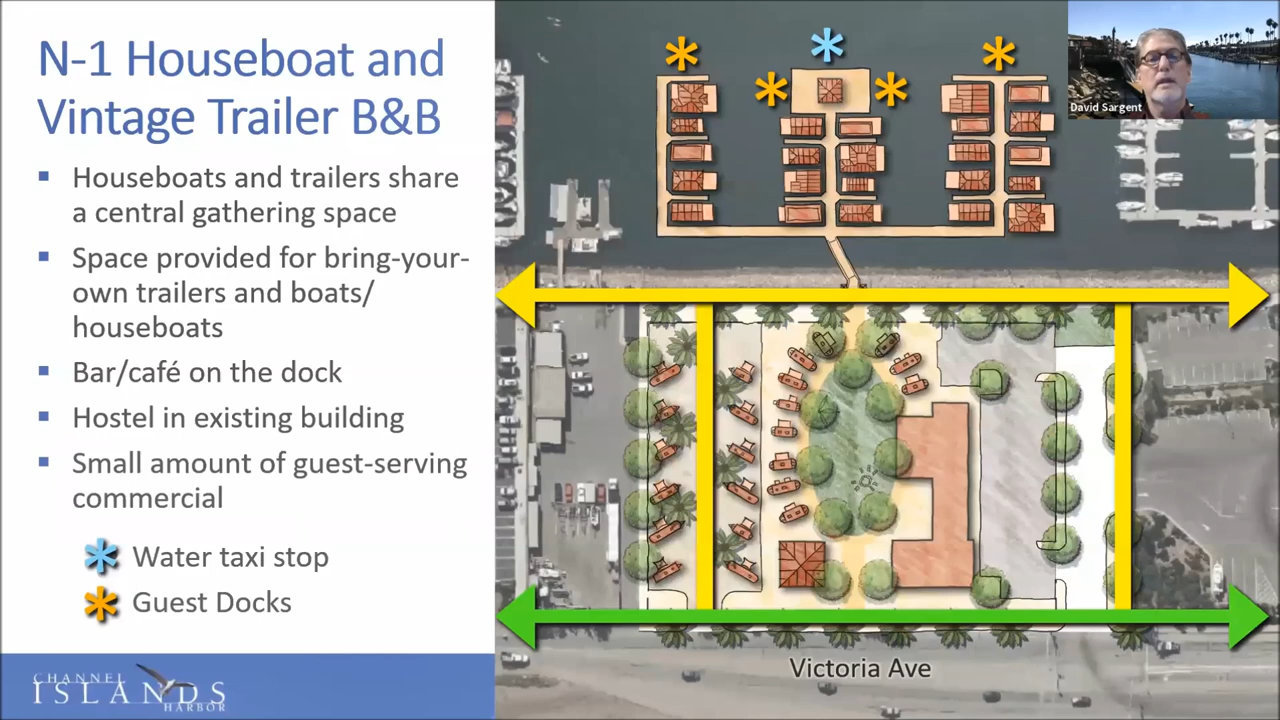 N-1 Houseboat and
Vintage Trailer B&B
▪ Houseboats and trailers share
a central gathering space
▪ Space provided for bring-your-
own trailers and boats/
houseboats
▪ Bar/café on the dock
▪ Hostel in existing building
▪ Small amount of guest-serving
commercial
Water taxi stop
Guest Docks
CHANNEL
ISLANDS
HARBOR
David Sargent
Victoria Ave